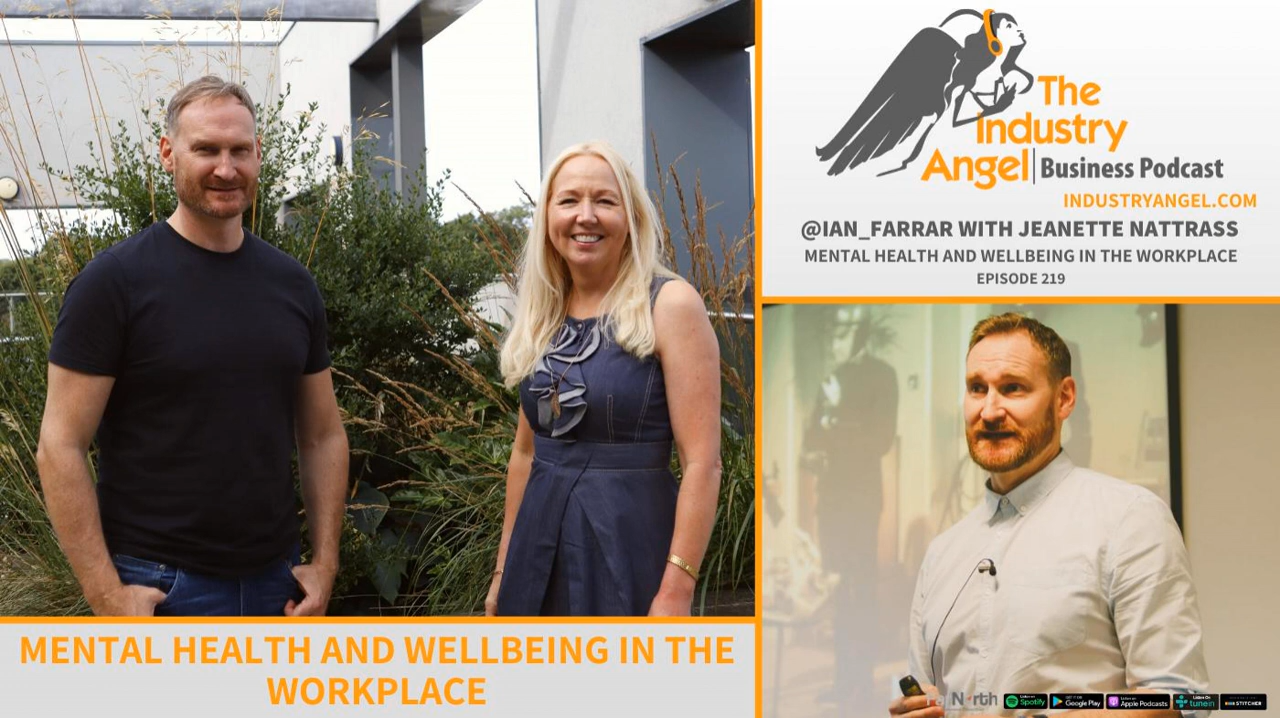 The
Industry
Angel | Business Podcast
INDUSTRYANGEL.COM
@IAN_FARRAR WITH JEANETTE NATTRASS
MENTAL HEALTH AND WELLBEING IN THE WORKPLACE
EPISODE 219
MENTAL HEALTH AND WELLBEING IN THE
WORKPLACE
North
Spotify
Google Play
Apple Podcasts
tunein
STITCHER